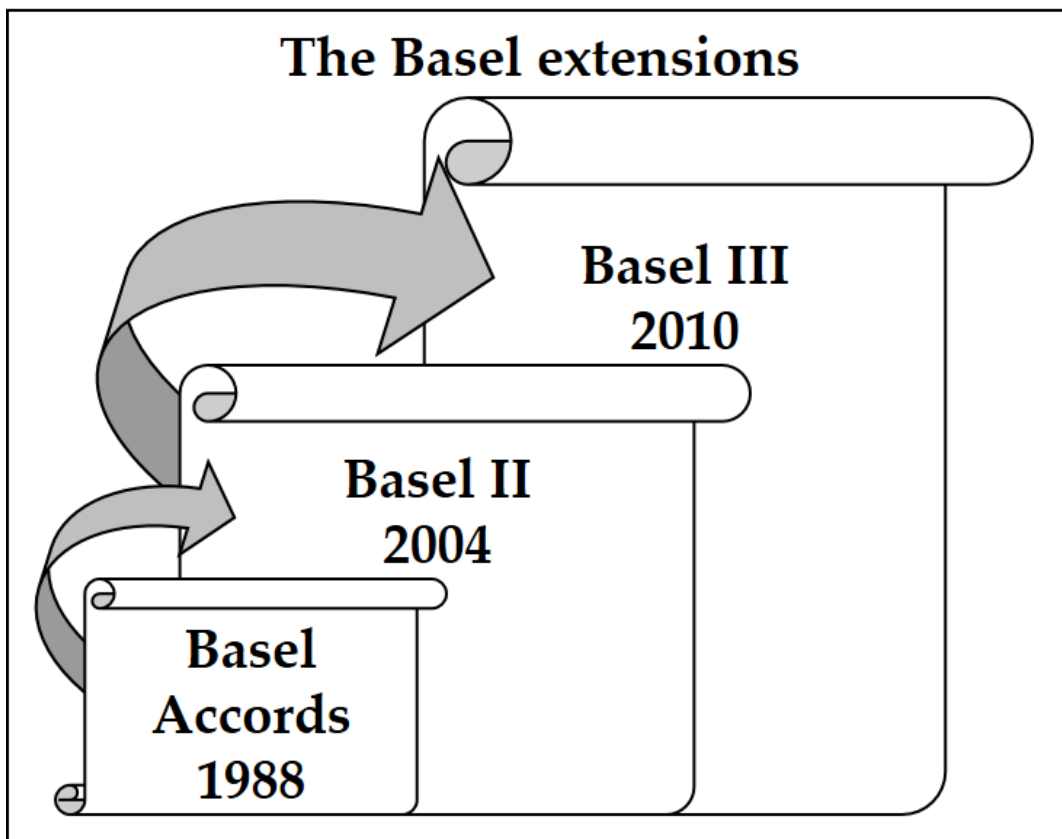 The Basel extensions
Basel III
2010
Basel II
2004
Basel
Accords
1988